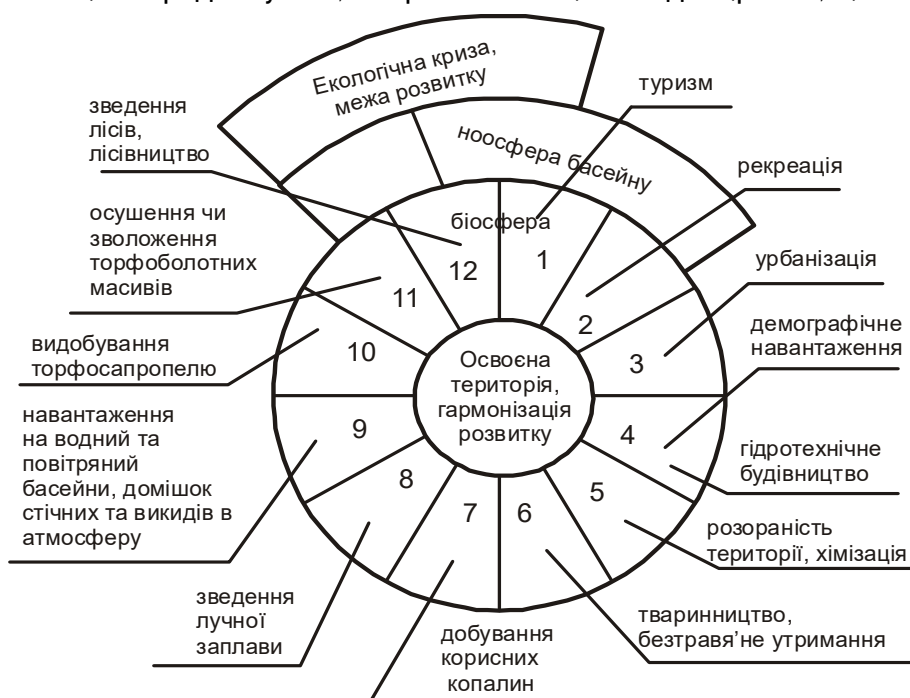 Екологічна криза,
межа розвитку
ноосфера басейну
біосфера
туризм
рекреація
урбанізація
демографічне
навантаження
гідротехнічне
будівництво
розораність
території, хімізація
тваринництво,
безтравя’не утримання
добування
корисних
копалин
зведення
лучної
заплави
навантаження
на водний та
повітряний
басейни, домішок
стічних та викидів в
атмосферу
видобування
торфосапропелю
осушення чи
зволоження
торфоболотних
масивів
зведення
лісів,
лісівництво
1
2
3
4
5
6
7
8
9
10
11
12
Освоєна
територія,
гармонізація
розвитку